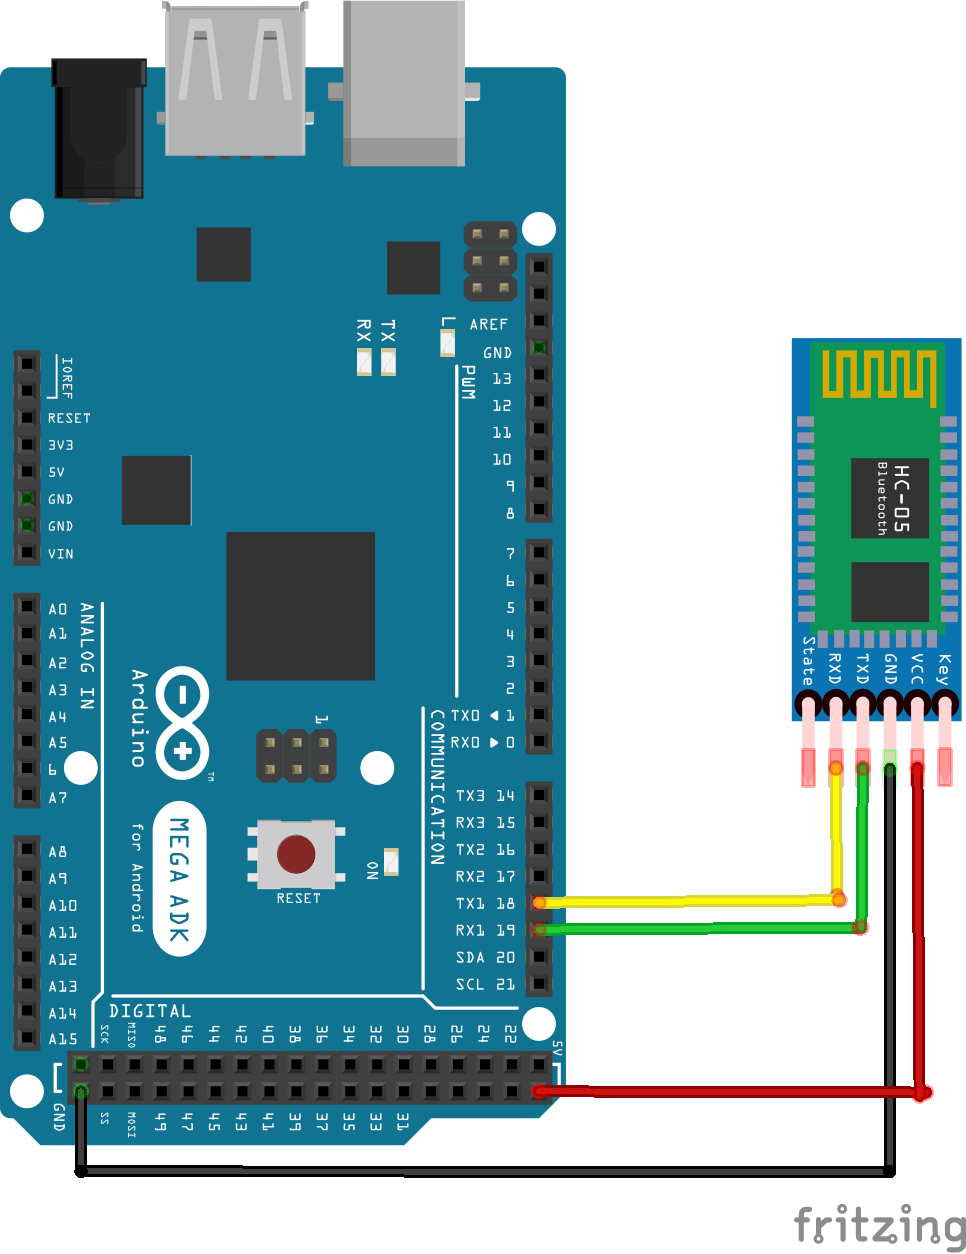 RX
TX
L
AREF
GND
13
12
11
10
9
8
PWM
IOREF
RESET
3V3
5V
GND
GND
VIN
7
6
5
4
3
2
TX0 ◄ 1
RX0 ► 0
ANALOG IN
A0
A1
A2
A3
A4
A5
6
A7
A8
A9
A10
A11
A12
A13
A14
A15
Arduino
TM
MEGA ADK
for Android
1
RESET
ON
COMMUNICATION
TX3 14
RX3 15
TX2 16
RX2 17
TX1 18
RX1 19
SDA 20
SCL 21
DIGITAL
SCK
MISO
48
46
44
42
40
38
36
34
32
30
28
26
24
22
5V
GND
SS
MOSI
49
47
45
43
41
39
37
35
33
31
HC-05
Bluetooth
State
RXD
TXD
GND
VCC
Key
fritzing